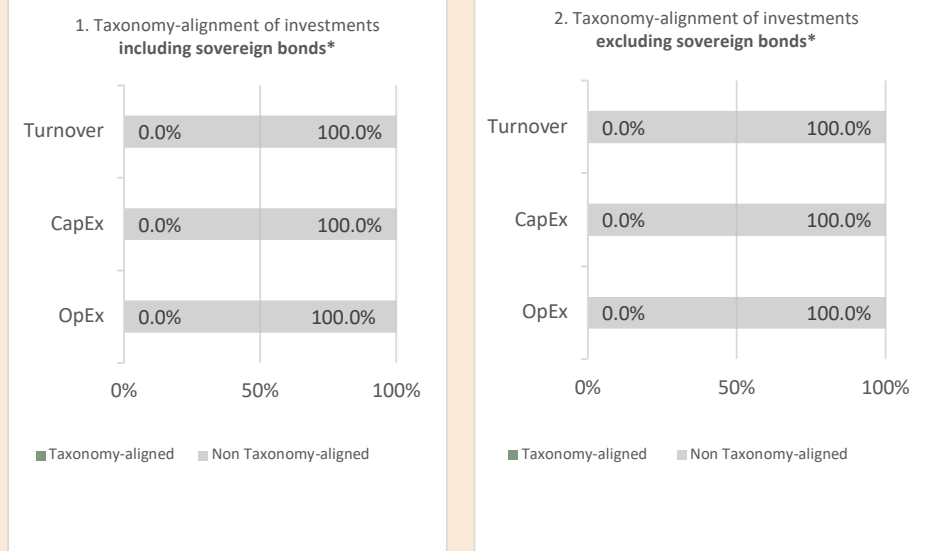 1. Taxonomy-alignment of investments
including sovereign bonds*
Turnover 0.0% 100.0%
CapEx 0.0% 100.0%
OpEx 0.0% 100.0%
0% 50% 100%
Taxonomy-aligned Non Taxonomy-aligned
2. Taxonomy-alignment of investments
excluding sovereign bonds*
Turnover 0.0% 100.0%
CapEx 0.0% 100.0%
OpEx 0.0% 100.0%
0% 50% 100%
Taxonomy-aligned Non Taxonomy-aligned